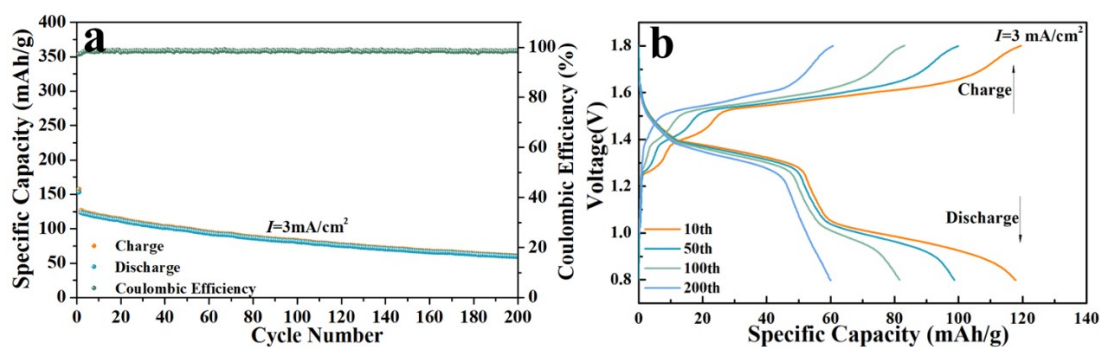 a
Specific Capacity (mAh/g)
400
350
300
250
200
150
100
50
0
0 20 40 60 80 100 120 140 160 180 200
Cycle Number
100
80
60
40
20
0
Coulombic Efficiency (%)
I=3mA/cm²
Charge
Discharge
Coulombic Efficiency
b
I=3 mA/cm²
Voltage(V)
1.8
1.6
1.4
1.2
1.0
0.8
Charge
Discharge
10th
50th
100th
200th
0 20 40 60 80 100 120 140
Specific Capacity (mAh/g)